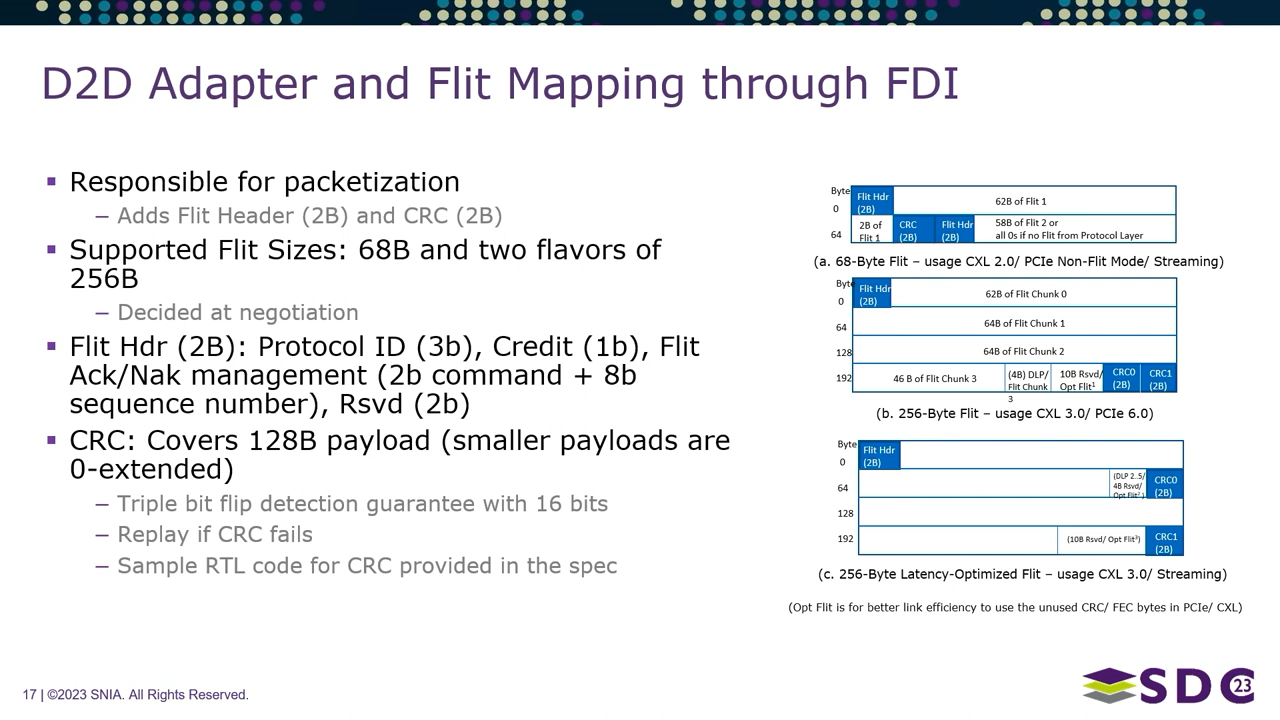 D2D Adapter and Flit Mapping through FDI
▪ Responsible for packetization
– Adds Flit Header (2B) and CRC (2B)
▪ Supported Flit Sizes: 68B and two flavors of
256B
– Decided at negotiation
▪ Flit Hdr (2B): Protocol ID (3b), Credit (1b), Flit
Ack/Nak management (2b command + 8b
sequence number), Rsvd (2b)
▪ CRC: Covers 128B payload (smaller payloads are
0-extended)
– Triple bit flip detection guarantee with 16 bits
– Replay if CRC fails
– Sample RTL code for CRC provided in the spec
Byte
0
64
Flit Hdr
(2B)
62B of Flit 1
2B of
Flit 1
CRC
(2B)
Flit Hdr
(2B)
58B of Flit 2 or
all 0s if no Flit from Protocol Layer
(a. 68-Byte Flit – usage CXL 2.0/ PCIe Non-Flit Mode/ Streaming)
Byte
0
64
128
192
Flit Hdr
(2B)
62B of Flit Chunk 0
64B of Flit Chunk 1
64B of Flit Chunk 2
46 B of Flit Chunk 3
(4B) DLP/
Flit Chunk
3
10B Rsvd/
Opt Flit¹
CRC0
(2B)
CRC1
(2B)
(b. 256-Byte Flit – usage CXL 3.0/ PCIe 6.0)
Byte
0
64
128
192
Flit Hdr
(2B)
(DLP 2..5/
4B Rsvd/
Opt Flit² )
CRC0
(2B)
(10B Rsvd/ Opt Flit³)
CRC1
(2B)
(c. 256-Byte Latency-Optimized Flit – usage CXL 3.0/ Streaming)
(Opt Flit is for better link efficiency to use the unused CRC/ FEC bytes in PCIe/ CXL)
17 | ©2023 SNIA. All Rights Reserved.
SDC 23